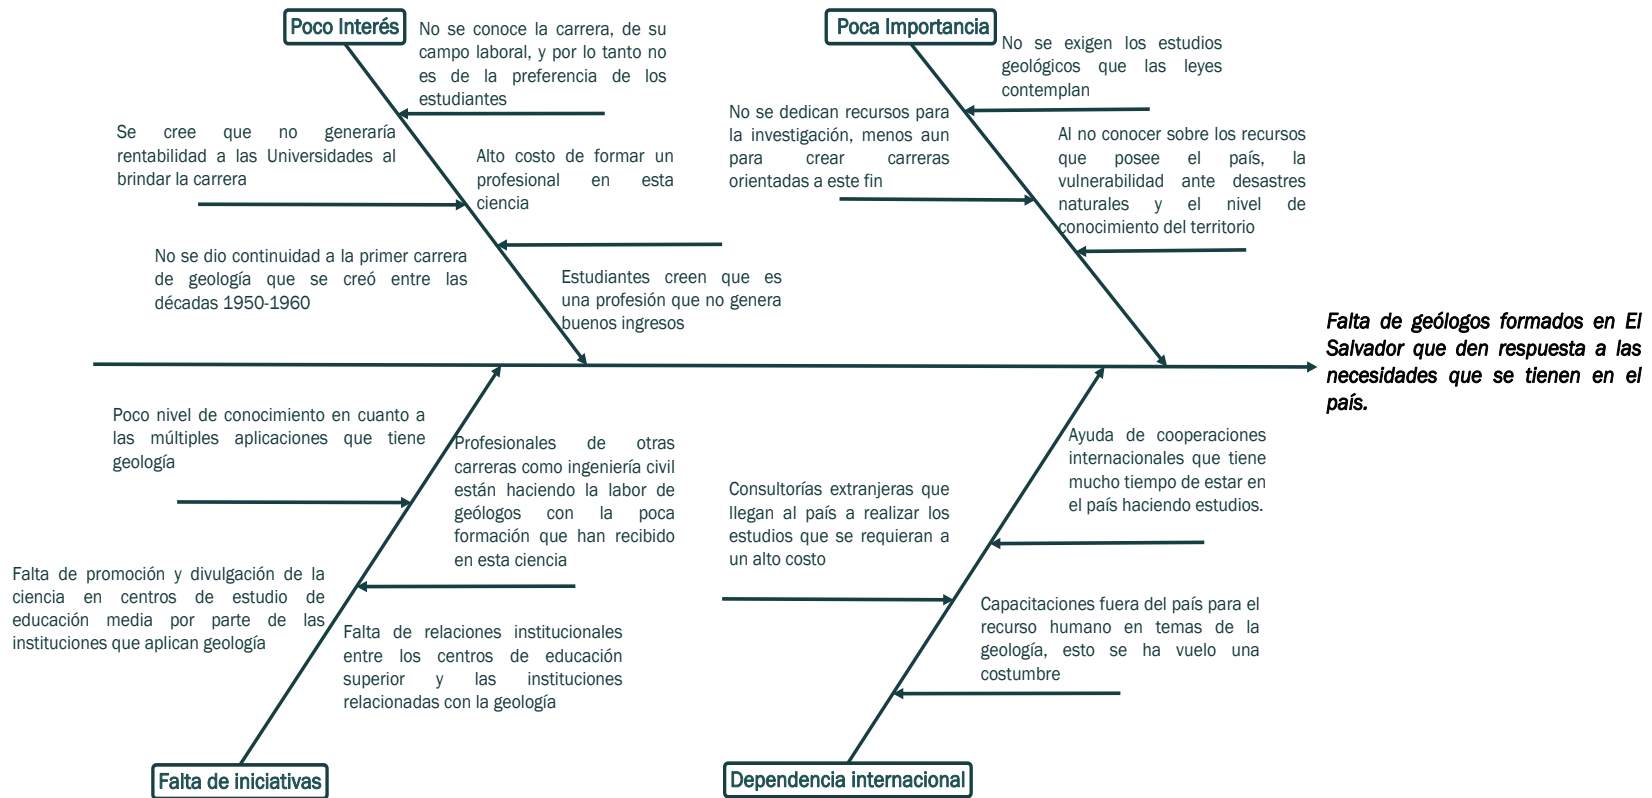 Poco Interés
No se conoce la carrera, de su
campo laboral, y por lo tanto no
es de la preferencia de los
estudiantes
Se cree que no generaría
rentabilidad a las Universidades al
brindar la carrera
Alto costo de formar un
profesional en esta
ciencia
No se dio continuidad a la primer carrera
de geología que se creó entre las
décadas 1950-1960
Estudiantes creen que es
una profesión que no genera
buenos ingresos
Poca Importancia
No se exigen los estudios
geológicos que las leyes
contemplan
No se dedican recursos para
la investigación, menos aun
para crear carreras
orientadas a este fin
Al no conocer sobre los recursos
que posee el país, la
vulnerabilidad ante desastres
naturales y el nivel de
conocimiento del territorio
Falta de geólogos formados en El
Salvador que den respuesta a las
necesidades que se tienen en el
país.
Poco nivel de conocimiento en cuanto a
las múltiples aplicaciones que tiene
geología
Profesionales de otras
carreras como ingeniería civil
están haciendo la labor de
geólogos con la poca
formación que han recibido
en esta ciencia
Falta de promoción y divulgación de la
ciencia en centros de estudio de
educación media por parte de las
instituciones que aplican geología
Falta de relaciones institucionales
entre los centros de educación
superior y las instituciones
relacionadas con la geología
Falta de iniciativas
Ayuda de cooperaciones
internacionales que tiene
mucho tiempo de estar en
el país haciendo estudios.
Consultorías extranjeras que
llegan al país a realizar los
estudios que se requieran a
un alto costo
Capacitaciones fuera del país para el
recurso humano en temas de la
geología, esto se ha vuelo una
costumbre
Dependencia internacional